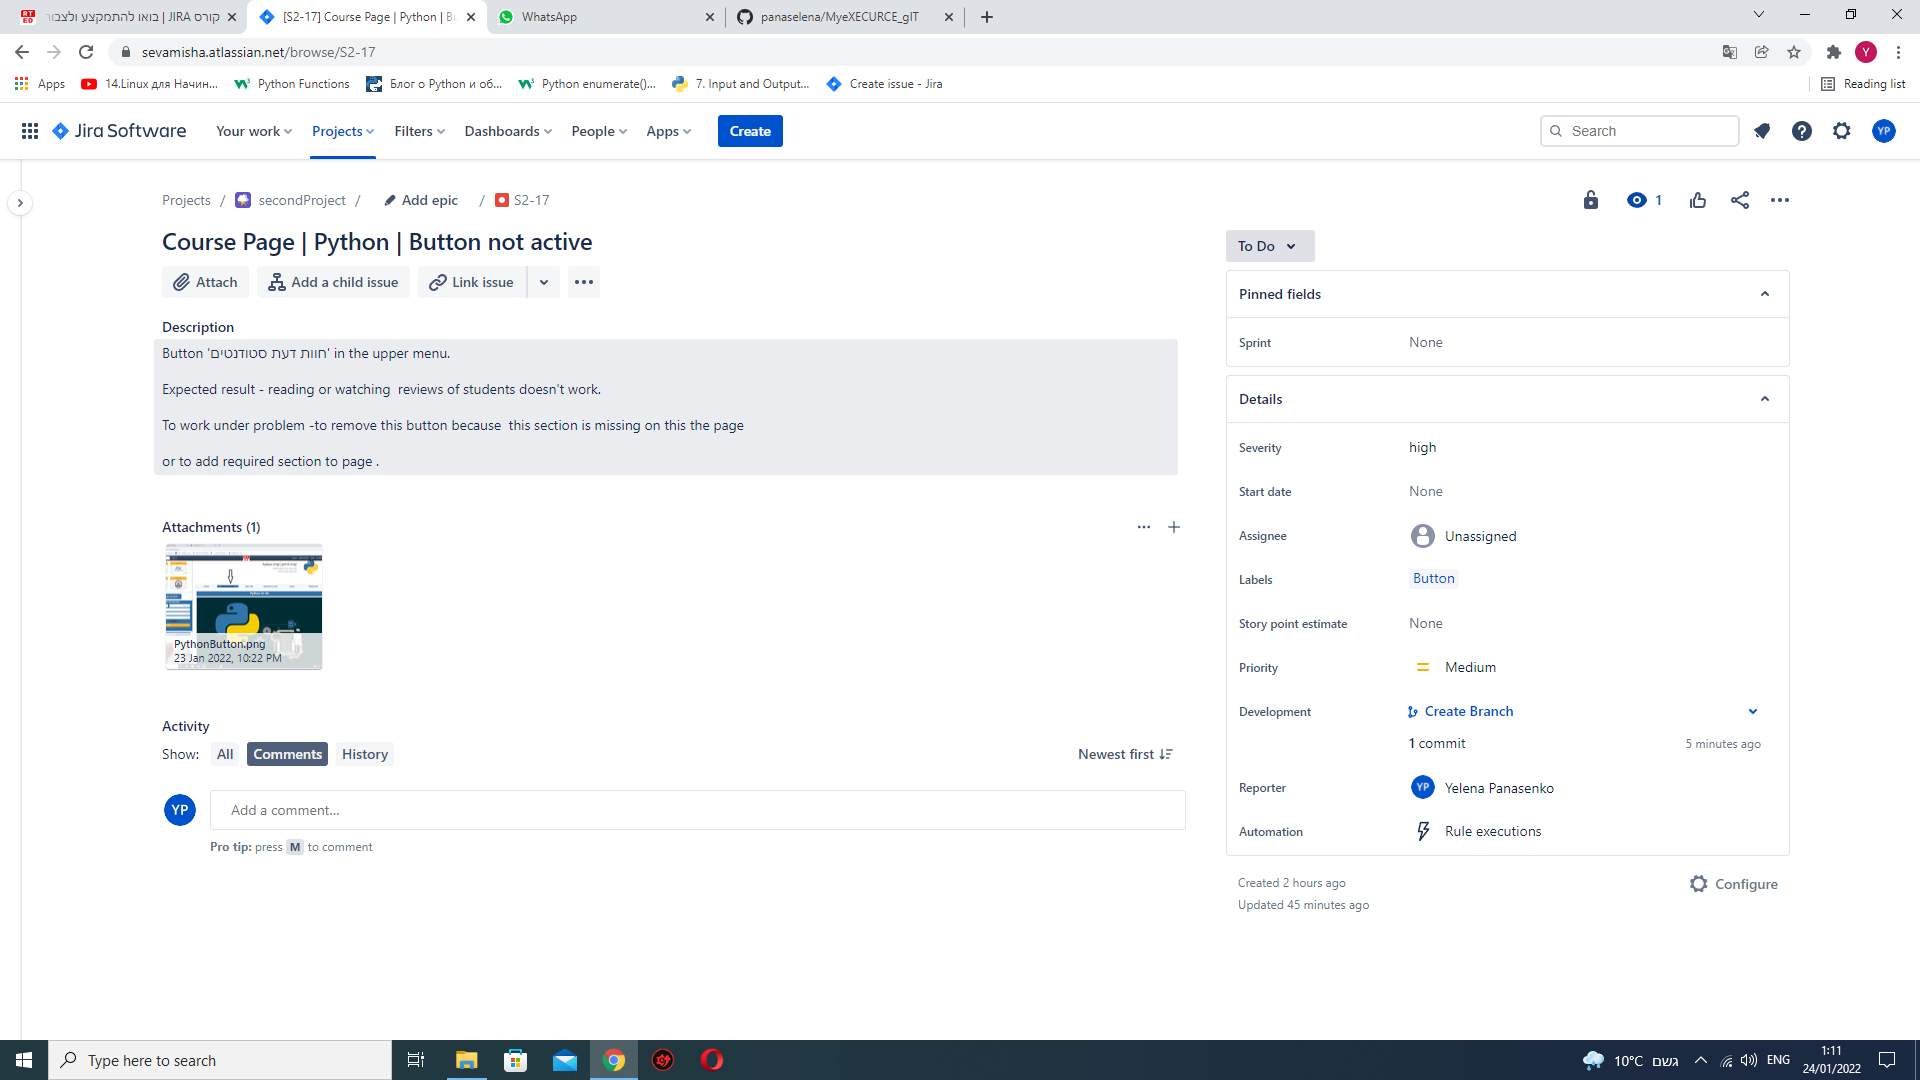 קורס JIRA | בואו להתמקצע ולצבור
[S2-17] Course Page | Python | Bu
WhatsApp
panaselena/MyeXECURCE_gIT
sevamisha.atlassian.net/browse/S2-17
Y
Apps
14.Linux для Начин...
Python Functions
Блог о Python и об...
Python enumerate()...
7. Input and Output...
Create issue - Jira
Reading list
Jira Software
Your work
Projects
Filters
Dashboards
People
Apps
Create
Search
YP
Projects / secondProject / Add epic / S2-17
1
Course Page | Python | Button not active
To Do
Attach
Add a child issue
Link issue
Pinned fields
Sprint
None
Description
Button 'חוות דעת סטודנטים' in the upper menu.
Expected result - reading or watching  reviews of students doesn't work.
To work under problem -to remove this button because  this section is missing on this the page
or to add required section to page .
Details
Severity
high
Start date
None
Assignee
Unassigned
Labels
Button
Story point estimate
None
Priority
Medium
Development
Create Branch
1 commit
5 minutes ago
Reporter
YP
Yelena Panasenko
Automation
Rule executions
Created 2 hours ago
Updated 45 minutes ago
Configure
Attachments (1)
PythonButton.png
23 Jan 2022, 10:22 PM
Activity
Show:
All
Comments
History
Newest first
YP
Add a comment...
Pro tip: press M to comment
Type here to search
10°C גשם
ENG
1:11
24/01/2022